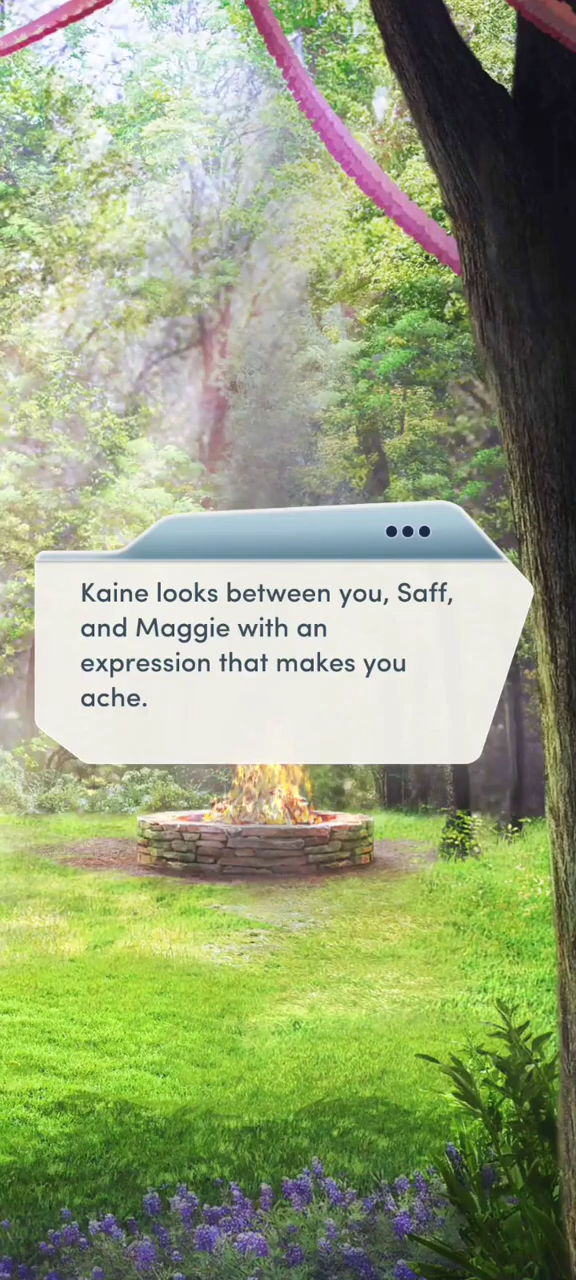 Kaine looks between you, Saff,
and Maggie with an
expression that makes you
ache.